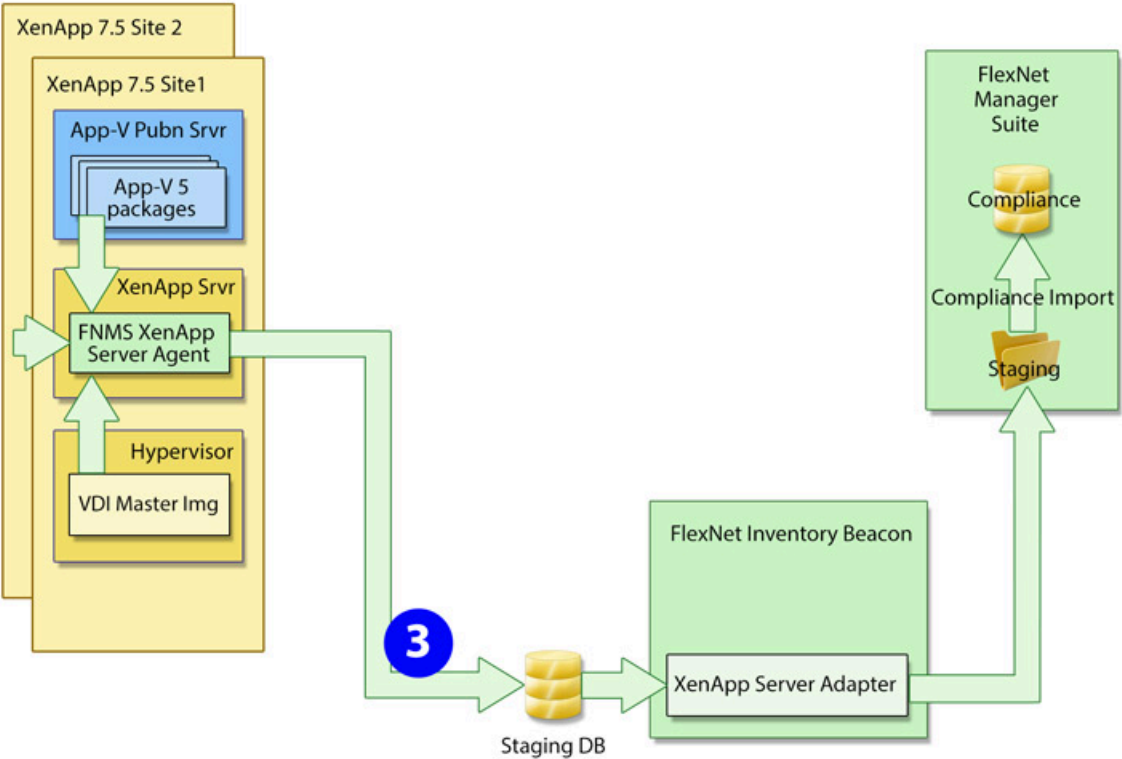 XenApp 7.5 Site 2
XenApp 7.5 Site1
App-V Pubn Srvr
App-V 5
packages
XenApp Srvr
FNMS XenApp
Server Agent
Hypervisor
VDI Master Img
3
Staging DB
FlexNet Inventory Beacon
XenApp Server Adapter
FlexNet
Manager
Suite
Compliance
Compliance Import
Staging